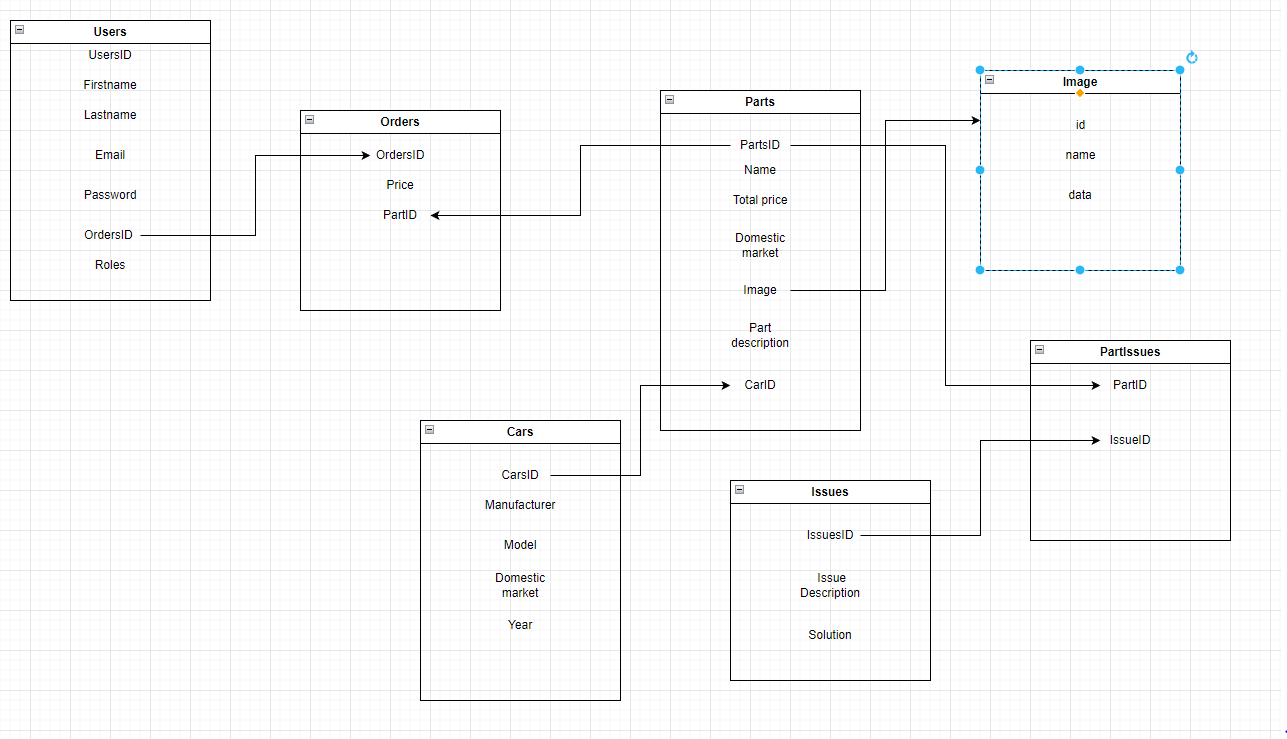 Users
UsersID
Firstname
Lastname
Email
Password
OrdersID
Roles
Orders
OrdersID
Price
PartID
Parts
PartsID
Name
Total price
Domestic
market
Image
Part
description
CarID
Image
id
name
data
Cars
CarsID
Manufacturer
Model
Domestic
market
Year
Issues
IssuesID
Issue
Description
Solution
PartIssues
PartID
IssueID